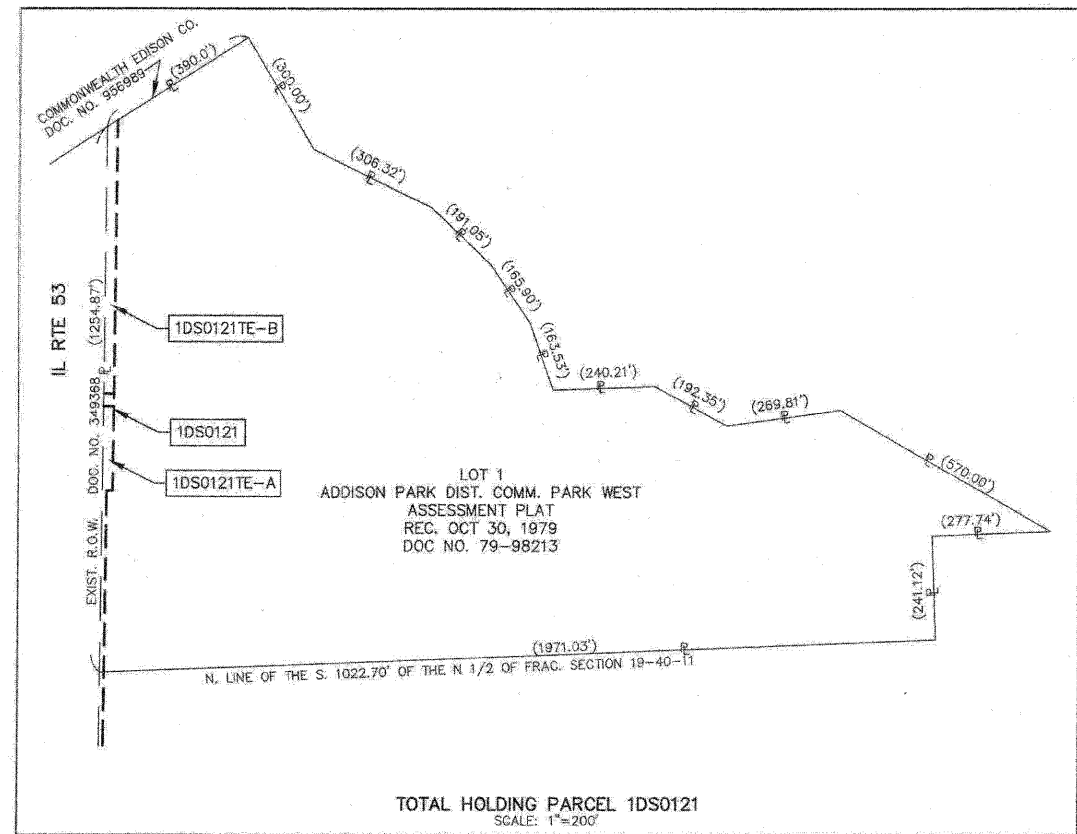 COMMONWEALTH EDISON CO.
DOC. NO. 956989
(390.0')
(300.00')
(306.32')
(191.05')
(165.90')
(163.53')
(240.21')
(192.35')
(269.81')
(570.00')
(277.74')
(241.12')
IL RTE 53
(1254.87')
EXIST. R.O.W. DOC. NO. 349368
1DS0121TE-B
1DS0121
1DS0121TE-A
LOT 1
ADDISON PARK DIST. COMM. PARK WEST
ASSESSMENT PLAT
REC. OCT 30, 1979
DOC NO. 79-98213
(1971.03')
N. LINE OF THE S. 1022.70' OF THE N 1/2 OF FRAC. SECTION 19-40-11
TOTAL HOLDING PARCEL 1DS0121
SCALE: 1"=200'